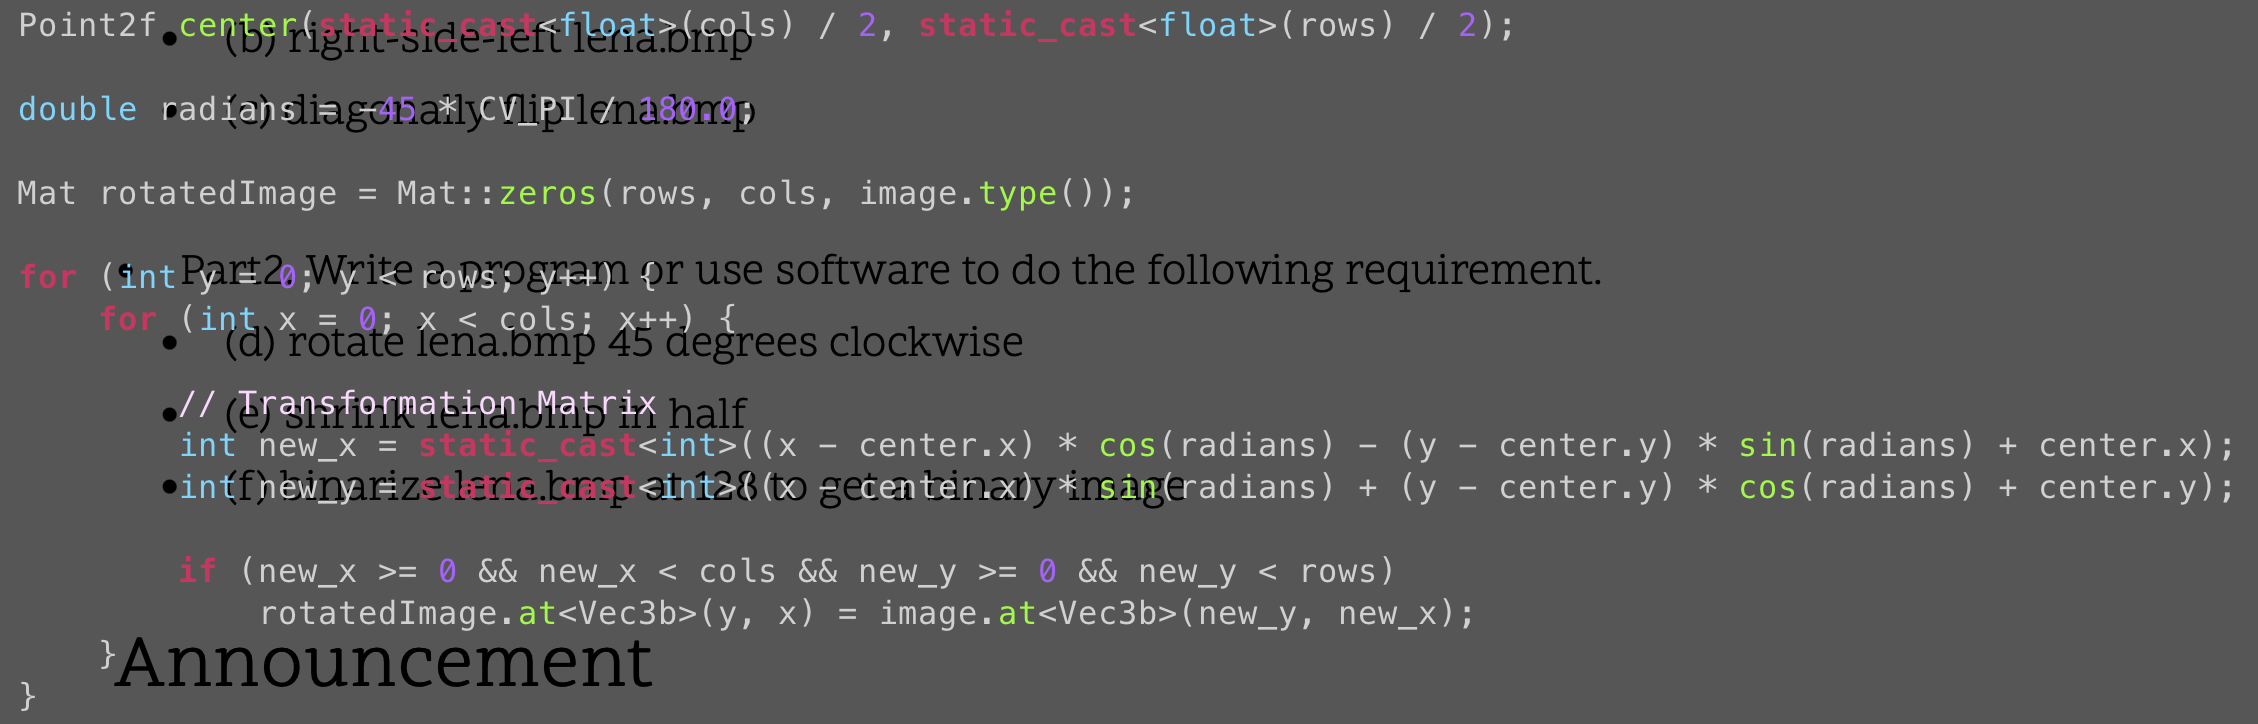 Point2f center(static_cast<float>(cols) / 2, static_cast<float>(rows) / 2);
• (b) right-side-left lena.bmp
double radians = -45 * CV_PI / 180.0;
• (c) diagonally flip lena.bmp
Mat rotatedImage = Mat::zeros(rows, cols, image.type());
• Part2. Write a program or use software to do the following requirement.
for (int y = 0; y < rows; y++) {
for (int x = 0; x < cols; x++) {
• (d) rotate lena.bmp 45 degrees clockwise
// Transformation Matrix
• (e) shrink lena.bmp in half
int new_x = static_cast<int>((x - center.x) * cos(radians) - (y - center.y) * sin(radians) + center.x);
• (f) binarize lena.bmp at 128 to get a binary image
int new_y = static_cast<int>((x - center.x) * sin(radians) + (y - center.y) * cos(radians) + center.y);
if (new_x >= 0 && new_x < cols && new_y >= 0 && new_y < rows)
rotatedImage.at<Vec3b>(y, x) = image.at<Vec3b>(new_y, new_x);
}
Announcement
}